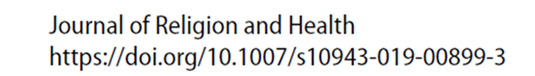 Journal of Religion and Health
https://doi.org/10.1007/s10943-019-00899-3